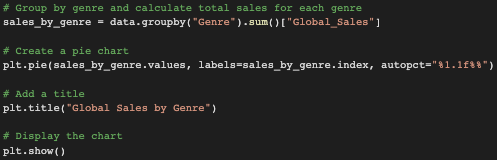 # Group by genre and calculate total sales for each genre
sales_by_genre = data.groupby("Genre").sum()["Global_Sales"]
# Create a pie chart
plt.pie(sales_by_genre.values, labels=sales_by_genre.index, autopct="%1.1f%%")
# Add a title
plt.title("Global Sales by Genre")
# Display the chart
plt.show()